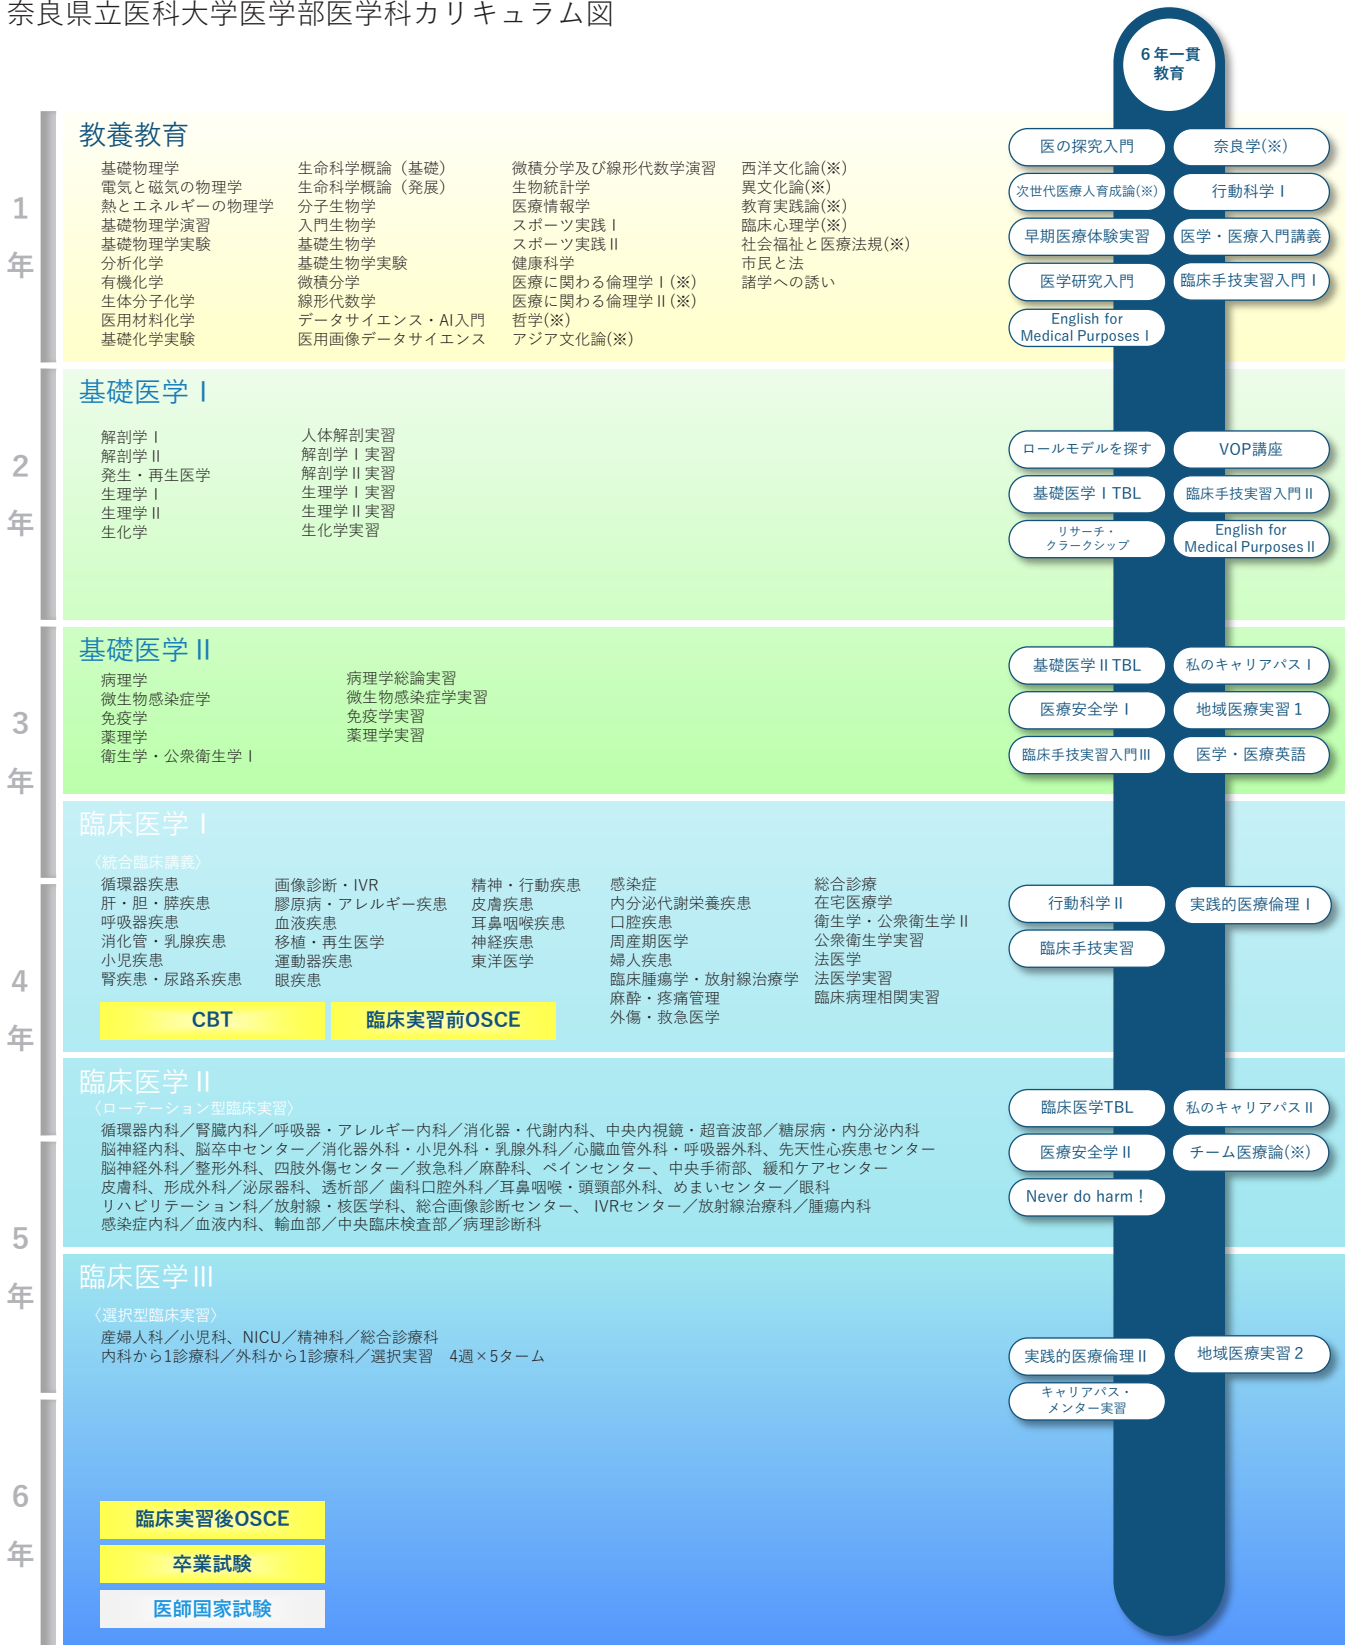 奈良県立医科大学医学部医学科カリキュラム図
6年一貫
教育
1
年
教養教育
基礎物理学
電気と磁気の物理学
熱とエネルギーの物理学
基礎物理学演習
基礎物理学実験
分析化学
有機化学
生体分子化学
医用材料化学
基礎化学実験
生命科学概論（基礎）
生命科学概論（発展）
分子生物学
入門生物学
基礎生物学
基礎生物学実験
微積分学
線形代数学
データサイエンス・AI入門
医用画像データサイエンス
微積分学及び線形代数学演習
生物統計学
医療情報学
スポーツ実践Ⅰ
スポーツ実践Ⅱ
健康科学
医療に関わる倫理学Ⅰ(※)
医療に関わる倫理学Ⅱ(※)
哲学(※)
アジア文化論(※)
西洋文化論(※)
異文化論(※)
教育実践論(※)
臨床心理学(※)
社会福祉と医療法規(※)
市民と法
諸学への誘い
医の探究入門
奈良学(※)
次世代医療人育成論(※)
行動科学Ⅰ
早期医療体験実習
医学・医療入門講義
医学研究入門
臨床手技実習入門Ⅰ
English for
Medical PurposesⅠ
2
年
基礎医学Ⅰ
解剖学Ⅰ
解剖学Ⅱ
発生・再生医学
生理学Ⅰ
生理学Ⅱ
生化学
人体解剖実習
解剖学Ⅰ実習
解剖学Ⅱ実習
生理学Ⅰ実習
生理学Ⅱ実習
生化学実習
ロールモデルを探す
VOP講座
基礎医学ⅠTBL
臨床手技実習入門Ⅱ
リサーチ・
クラークシップ
English for
Medical PurposesⅡ
3
年
基礎医学Ⅱ
病理学
微生物感染症学
免疫学
薬理学
衛生学・公衆衛生学Ⅰ
病理学総論実習
微生物感染症学実習
免疫学実習
薬理学実習
基礎医学ⅡTBL
私のキャリアパスⅠ
医療安全学Ⅰ
地域医療実習1
臨床手技実習入門Ⅲ
医学・医療英語
臨床医学Ⅰ
〈統合臨床講義〉
4
年
循環器疾患
肝・胆・膵疾患
呼吸器疾患
消化管・乳腺疾患
小児疾患
腎疾患・尿路系疾患
画像診断・IVR
膠原病・アレルギー疾患
血液疾患
移植・再生医学
運動器疾患
眼疾患
精神・行動疾患
皮膚疾患
耳鼻咽喉疾患
神経疾患
東洋医学
感染症
内分泌代謝栄養疾患
口腔疾患
周産期医学
婦人疾患
臨床腫瘍学・放射線治療学
麻酔・疼痛管理
外傷・救急医学
総合診療
在宅医療学
衛生学・公衆衛生学Ⅱ
公衆衛生学実習
法医学
法医学実習
臨床病理相関実習
CBT
臨床実習前OSCE
行動科学Ⅱ
実践的医療倫理Ⅰ
臨床手技実習
臨床医学Ⅱ
〈ローテーション型臨床実習〉
循環器内科／腎臓内科／呼吸器・アレルギー内科／消化器・代謝内科、中央内視鏡・超音波部／糖尿病・内分泌内科
脳神経内科、脳卒中センター／消化器外科・小児外科・乳腺外科／心臓血管外科・呼吸器外科、先天性心疾患センター
脳神経外科／整形外科、四肢外傷センター／救急科／麻酔科、ペインセンター、中央手術部、緩和ケアセンター
皮膚科、形成外科／泌尿器科、透析部／ 歯科口腔外科／耳鼻咽喉・頭頸部外科、めまいセンター／眼科
リハビリテーション科／放射線・核医学科、総合画像診断センター、 IVRセンター／放射線治療科／腫瘍内科
感染症内科／血液内科、輸血部／中央臨床検査部／病理診断科
臨床医学TBL
私のキャリアパスⅡ
医療安全学Ⅱ
チーム医療論(※)
Never do harm !
5
年
臨床医学Ⅲ
〈選択型臨床実習〉
産婦人科／小児科、NICU／精神科／総合診療科
内科から1診療科／外科から1診療科／選択実習　4週×5ターム
実践的医療倫理Ⅱ
地域医療実習2
キャリアパス・
メンター実習
6
年
臨床実習後OSCE
卒業試験
医師国家試験